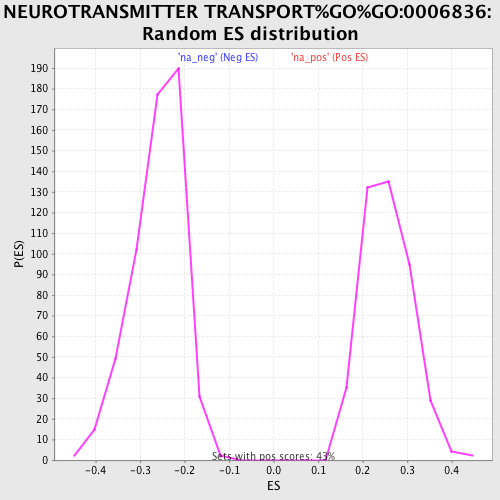 NEUROTRANSMITTER TRANSPORT%GO%GO:0006836:
Random ES distribution
'na_neg' (Neg ES) 'na_pos' (Pos ES)
190
180
170
160
150
140
130
120
110
100
90
80
70
60
50
40
30
20
10
0
P(ES)
Sets with pos scores: 43%
-0.4 -0.3 -0.2 -0.1 0.0 0.1 0.2 0.3 0.4
ES